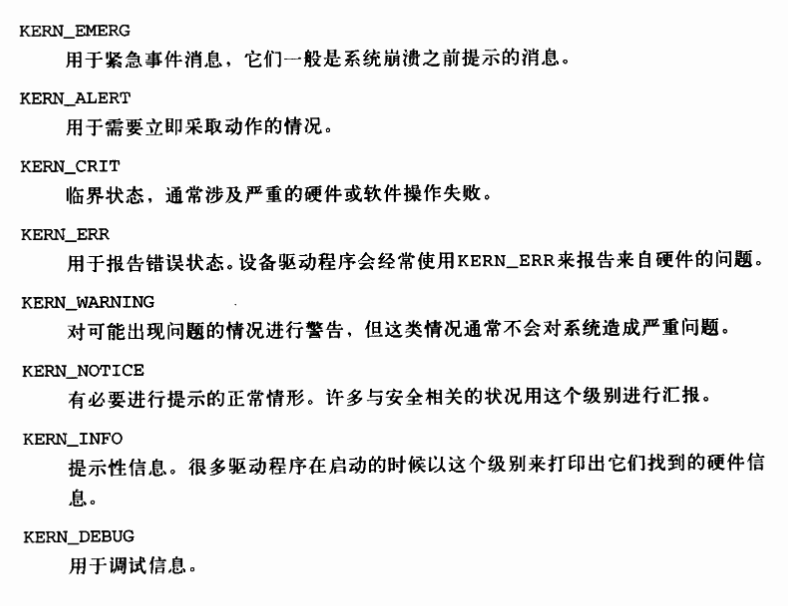 KERN_EMERG
用于紧急事件消息，它们一般是系统崩溃之前提示的消息。
KERN_ALERT
用于需要立即采取动作的情况。
KERN_CRIT
临界状态，通常涉及严重的硬件或软件操作失败。
KERN_ERR
用于报告错误状态。设备驱动程序会经常使用KERN_ERR来报告来自硬件的问题。
KERN_WARNING
对可能出现问题的情况进行警告，但这类情况通常不会对系统造成严重问题。
KERN_NOTICE
有必要进行提示的正常情形。许多与安全相关的状况用这个级别进行汇报。
KERN_INFO
提示性信息。很多驱动程序在启动的时候以这个级别来打印出它们找到的硬件信
息。
KERN_DEBUG
用于调试信息。